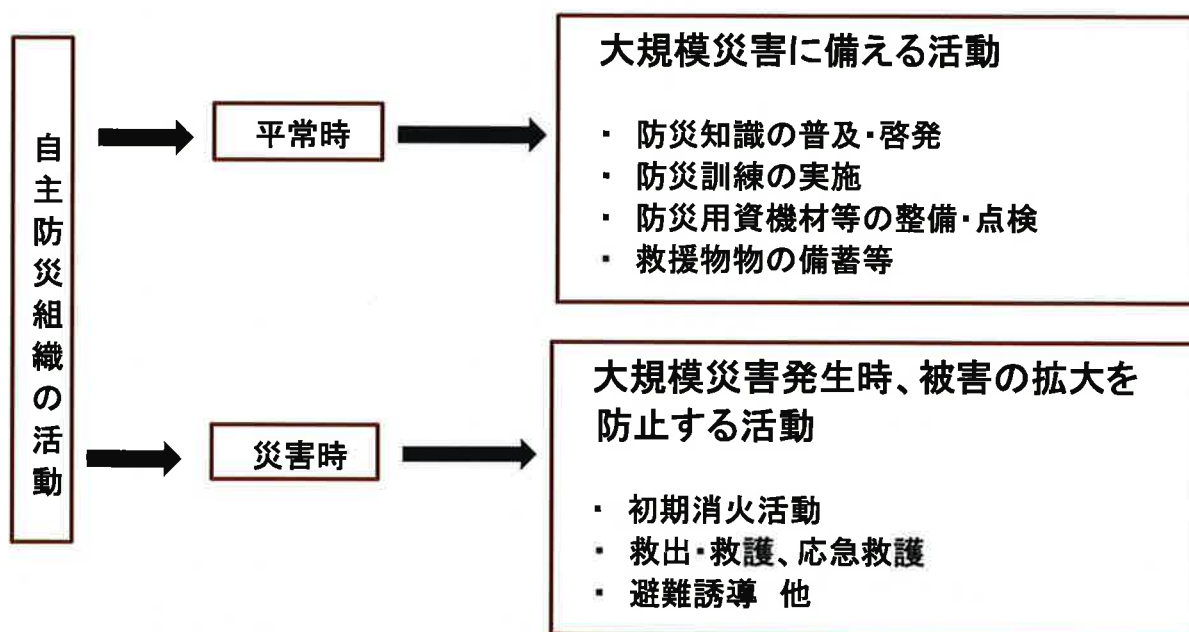 自主防災組織の活動
平常時
大規模災害に備える活動
・ 防災知識の普及・啓発
・ 防災訓練の実施
・ 防災用資機材等の整備・点検
・ 救援物物の備蓄等
災害時
大規模災害発生時、被害の拡大を
防止する活動
・ 初期消火活動
・ 救出・救護、応急救護
・ 避難誘導 他